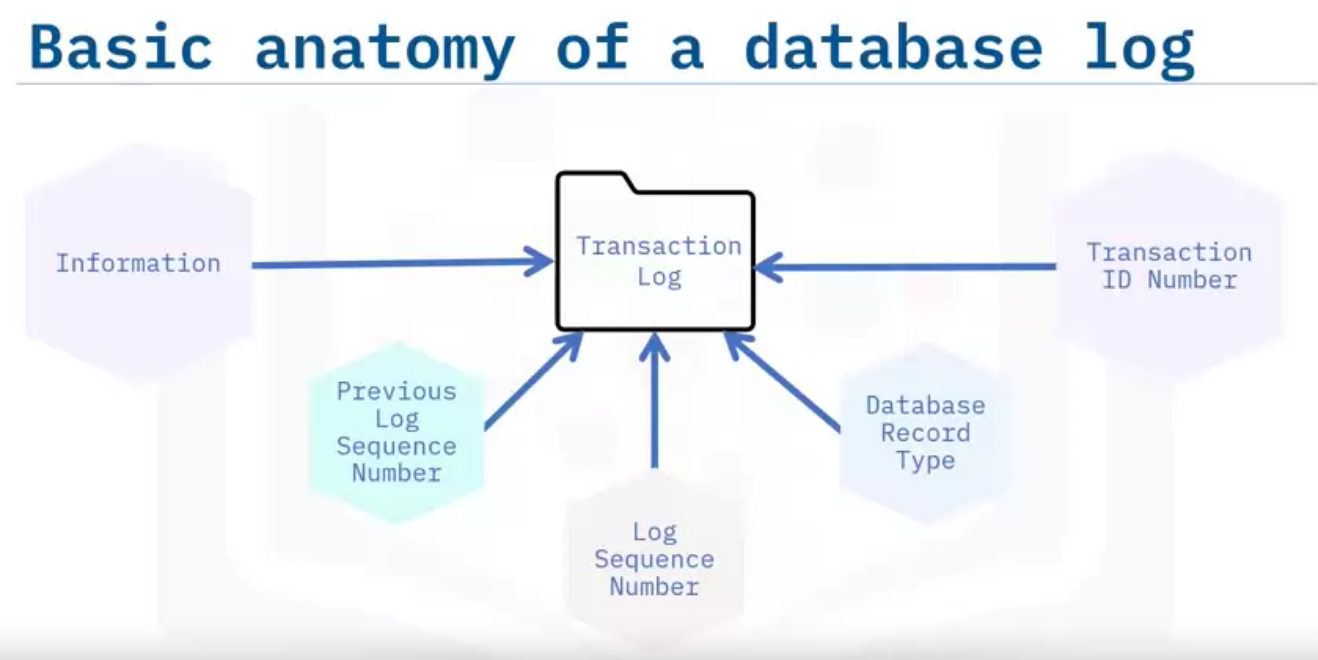 Basic anatomy of a database log
Information
Transaction
Log
Transaction
ID Number
Previous
Log
Sequence
Number
Log
Sequence
Number
Database
Record
Type